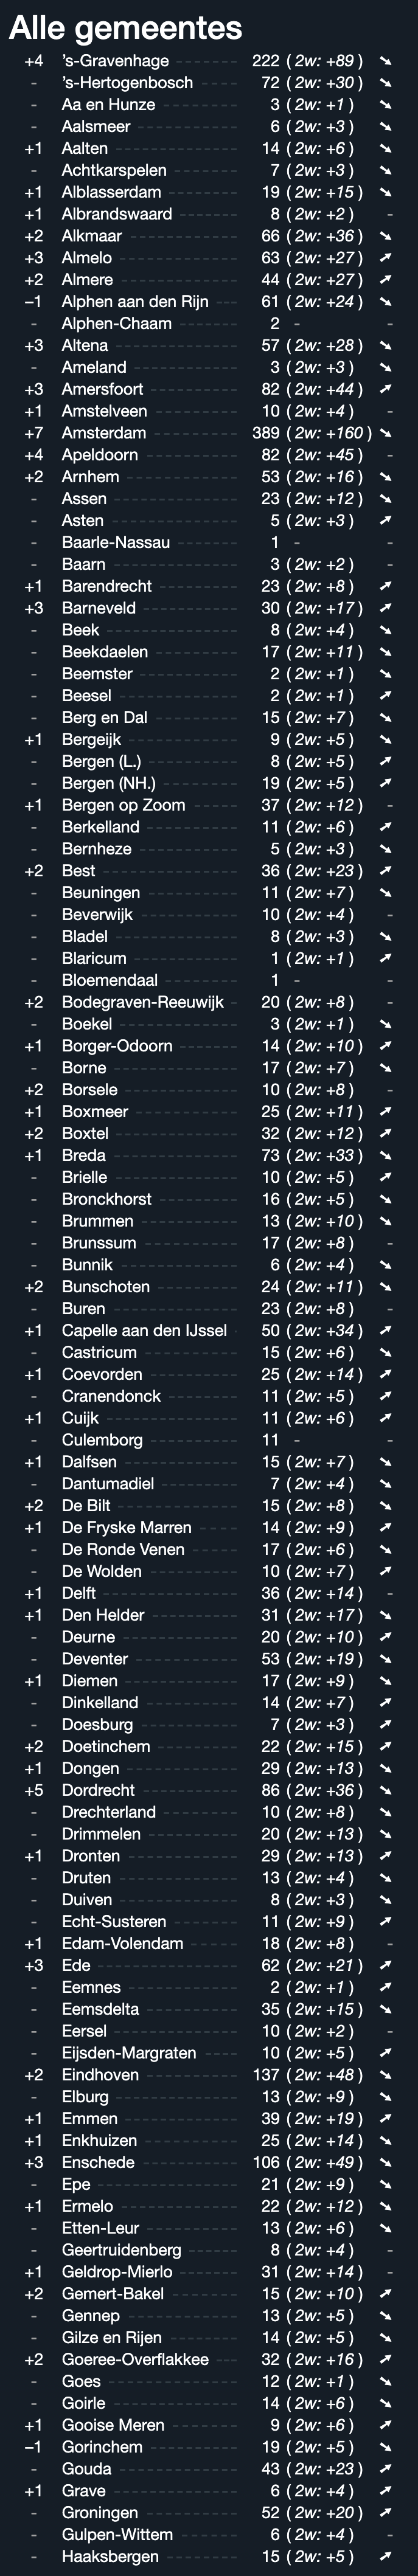 Alle gemeentes
+4 's-Gravenhage 222 ( 2w: +89 ) ➘
- 's-Hertogenbosch 72 ( 2w: +30 ) ➘
- Aa en Hunze 3 ( 2w: +1 ) ➘
- Aalsmeer 6 ( 2w: +3 ) ➘
+1 Aalten 14 ( 2w: +6 ) ➘
- Achtkarspelen 7 ( 2w: +3 ) ➘
+1 Alblasserdam 19 ( 2w: +15 ) ➘
+1 Albrandswaard 8 ( 2w: +2 ) -
+2 Alkmaar 66 ( 2w: +36 ) ➘
+3 Almelo 63 ( 2w: +27 ) ➚
+2 Almere 44 ( 2w: +27 ) ➚
−1 Alphen aan den Rijn 61 ( 2w: +24 ) ➘
- Alphen-Chaam 2 - -
+3 Altena 57 ( 2w: +28 ) ➘
- Ameland 3 ( 2w: +3 ) ➘
+3 Amersfoort 82 ( 2w: +44 ) ➚
+1 Amstelveen 10 ( 2w: +4 ) -
+7 Amsterdam 389 ( 2w: +160 ) ➘
+4 Apeldoorn 82 ( 2w: +45 ) -
+2 Arnhem 53 ( 2w: +16 ) ➘
- Assen 23 ( 2w: +12 ) ➘
- Asten 5 ( 2w: +3 ) ➚
- Baarle-Nassau 1 - -
- Baarn 3 ( 2w: +2 ) -
+1 Barendrecht 23 ( 2w: +8 ) ➚
+3 Barneveld 30 ( 2w: +17 ) ➚
- Beek 8 ( 2w: +4 ) ➘
- Beekdaelen 17 ( 2w: +11 ) ➘
- Beemster 2 ( 2w: +1 ) ➘
- Beesel 2 ( 2w: +1 ) ➚
- Berg en Dal 15 ( 2w: +7 ) ➘
+1 Bergeijk 9 ( 2w: +5 ) ➘
- Bergen (L.) 8 ( 2w: +5 ) ➚
- Bergen (NH.) 19 ( 2w: +5 ) ➚
+1 Bergen op Zoom 37 ( 2w: +12 ) -
- Berkelland 11 ( 2w: +6 ) ➚
- Bernheze 5 ( 2w: +3 ) ➘
+2 Best 36 ( 2w: +23 ) ➚
- Beuningen 11 ( 2w: +7 ) ➘
- Beverwijk 10 ( 2w: +4 ) -
- Bladel 8 ( 2w: +3 ) ➘
- Blaricum 1 ( 2w: +1 ) ➚
- Bloemendaal 1 - -
+2 Bodegraven-Reeuwijk 20 ( 2w: +8 ) -
- Boekel 3 ( 2w: +1 ) ➘
+1 Borger-Odoorn 14 ( 2w: +10 ) ➚
- Borne 17 ( 2w: +7 ) ➘
+2 Borsele 10 ( 2w: +8 ) -
+1 Boxmeer 25 ( 2w: +11 ) ➚
+2 Boxtel 32 ( 2w: +12 ) ➚
+1 Breda 73 ( 2w: +33 ) ➘
- Brielle 10 ( 2w: +5 ) ➚
- Bronckhorst 16 ( 2w: +5 ) ➘
- Brummen 13 ( 2w: +10 ) ➘
- Brunssum 17 ( 2w: +8 ) -
- Bunnik 6 ( 2w: +4 ) ➘
+2 Bunschoten 24 ( 2w: +11 ) ➘
- Buren 23 ( 2w: +8 ) -
+1 Capelle aan den IJssel 50 ( 2w: +34 ) ➚
- Castricum 15 ( 2w: +6 ) ➘
+1 Coevorden 25 ( 2w: +14 ) ➚
- Cranendonck 11 ( 2w: +5 ) ➚
+1 Cuijk 11 ( 2w: +6 ) ➚
- Culemborg 11 - -
+1 Dalfsen 15 ( 2w: +7 ) ➘
- Dantumadiel 7 ( 2w: +4 ) ➘
+2 De Bilt 15 ( 2w: +8 ) ➘
+1 De Fryske Marren 14 ( 2w: +9 ) ➚
- De Ronde Venen 17 ( 2w: +6 ) ➘
- De Wolden 10 ( 2w: +7 ) ➚
+1 Delft 36 ( 2w: +14 ) -
+1 Den Helder 31 ( 2w: +17 ) ➘
- Deurne 20 ( 2w: +10 ) ➚
- Deventer 53 ( 2w: +19 ) ➘
+1 Diemen 17 ( 2w: +9 ) ➘
- Dinkelland 14 ( 2w: +7 ) ➚
- Doesburg 7 ( 2w: +3 ) ➚
+2 Doetinchem 22 ( 2w: +15 ) ➚
+1 Dongen 29 ( 2w: +13 ) ➘
+5 Dordrecht 86 ( 2w: +36 ) ➘
- Drechterland 10 ( 2w: +8 ) ➘
- Drimmelen 20 ( 2w: +13 ) ➘
+1 Dronten 29 ( 2w: +13 ) ➚
- Druten 13 ( 2w: +4 ) ➘
- Duiven 8 ( 2w: +3 ) ➘
- Echt-Susteren 11 ( 2w: +9 ) ➚
+1 Edam-Volendam 18 ( 2w: +8 ) -
+3 Ede 62 ( 2w: +21 ) ➚
- Eemnes 2 ( 2w: +1 ) ➚
- Eemsdelta 35 ( 2w: +15 ) ➘
- Eersel 10 ( 2w: +2 ) -
- Eijsden-Margraten 10 ( 2w: +5 ) ➚
+2 Eindhoven 137 ( 2w: +48 ) ➘
- Elburg 13 ( 2w: +9 ) ➘
+1 Emmen 39 ( 2w: +19 ) ➚
+1 Enkhuizen 25 ( 2w: +14 ) ➘
+3 Enschede 106 ( 2w: +49 ) ➘
- Epe 21 ( 2w: +9 ) ➘
+1 Ermelo 22 ( 2w: +12 ) ➘
- Etten-Leur 13 ( 2w: +6 ) ➘
- Geertruidenberg 8 ( 2w: +4 ) -
+1 Geldrop-Mierlo 31 ( 2w: +14 ) -
+2 Gemert-Bakel 15 ( 2w: +10 ) ➚
- Gennep 13 ( 2w: +5 ) ➘
- Gilze en Rijen 14 ( 2w: +5 ) ➘
+2 Goeree-Overflakkee 32 ( 2w: +16 ) ➚
- Goes 12 ( 2w: +1 ) ➘
- Goirle 14 ( 2w: +6 ) ➘
+1 Gooise Meren 9 ( 2w: +6 ) ➚
−1 Gorinchem 19 ( 2w: +5 ) ➘
- Gouda 43 ( 2w: +23 ) ➚
+1 Grave 6 ( 2w: +4 ) ➚
- Groningen 52 ( 2w: +20 ) ➚
- Gulpen-Wittem 6 ( 2w: +4 ) -
- Haaksbergen 15 ( 2w: +5 ) ➚